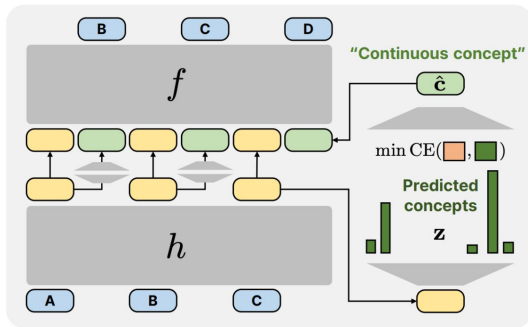 B C D
"Continuous concept"
f
ĉ
min CE( , )
Predicted
concepts
z
h
A B C